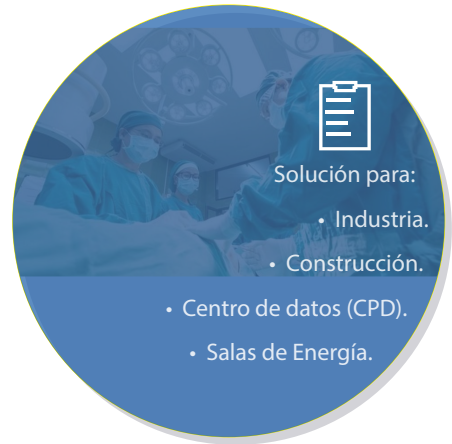 Solución para:
• Industria.
• Construcción.
• Centro de datos (CPD).
• Salas de Energía.